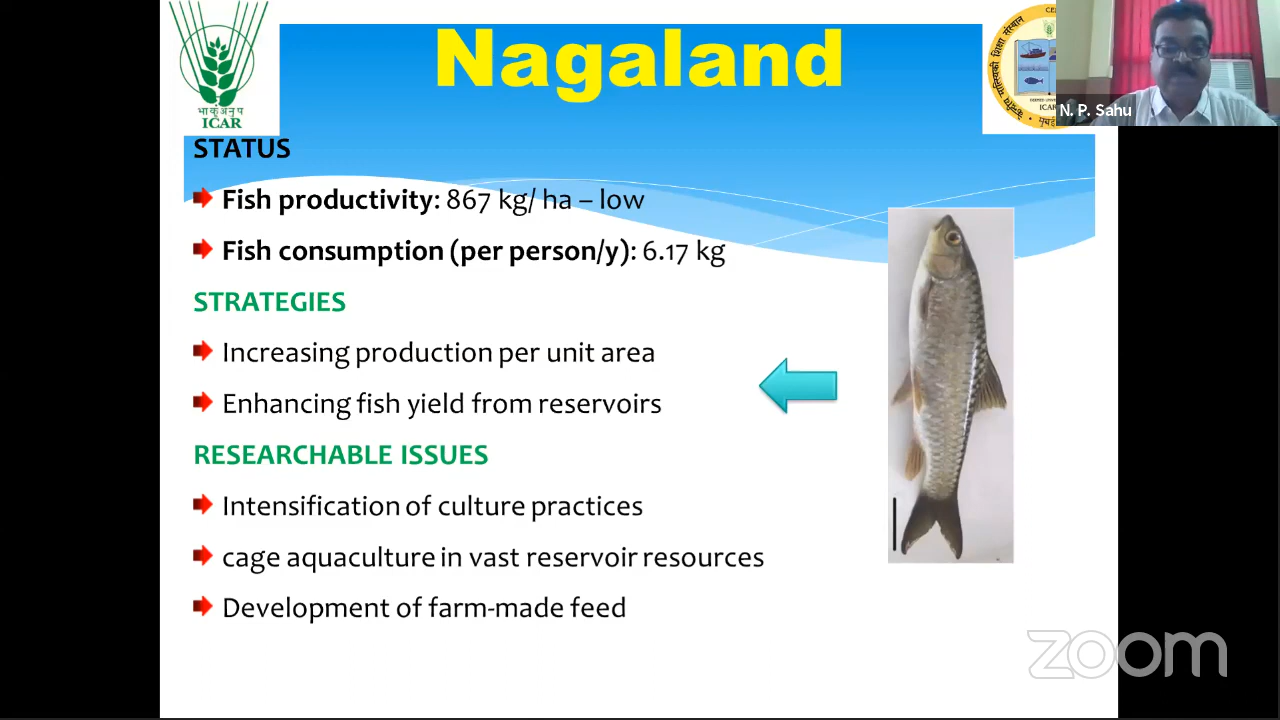 Nagaland
भाकृअनुप
ICAR
N. P. Sahu
STATUS
Fish productivity: 867 kg/ ha – low
Fish consumption (per person/y): 6.17 kg
STRATEGIES
Increasing production per unit area
Enhancing fish yield from reservoirs
RESEARCHABLE ISSUES
Intensification of culture practices
cage aquaculture in vast reservoir resources
Development of farm-made feed
zoom